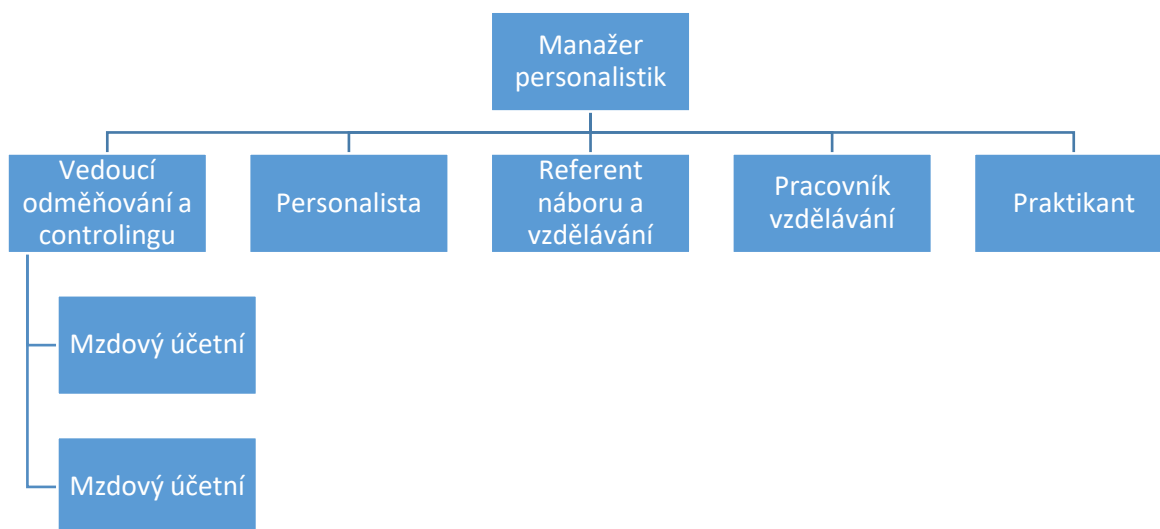 Manažer
personalistik
Vedoucí
odměňování a
controlingu
Personalista
Referent
náboru a
vzdělávání
Pracovník
vzdělávání
Praktikant
Mzdový účetní
Mzdový účetní